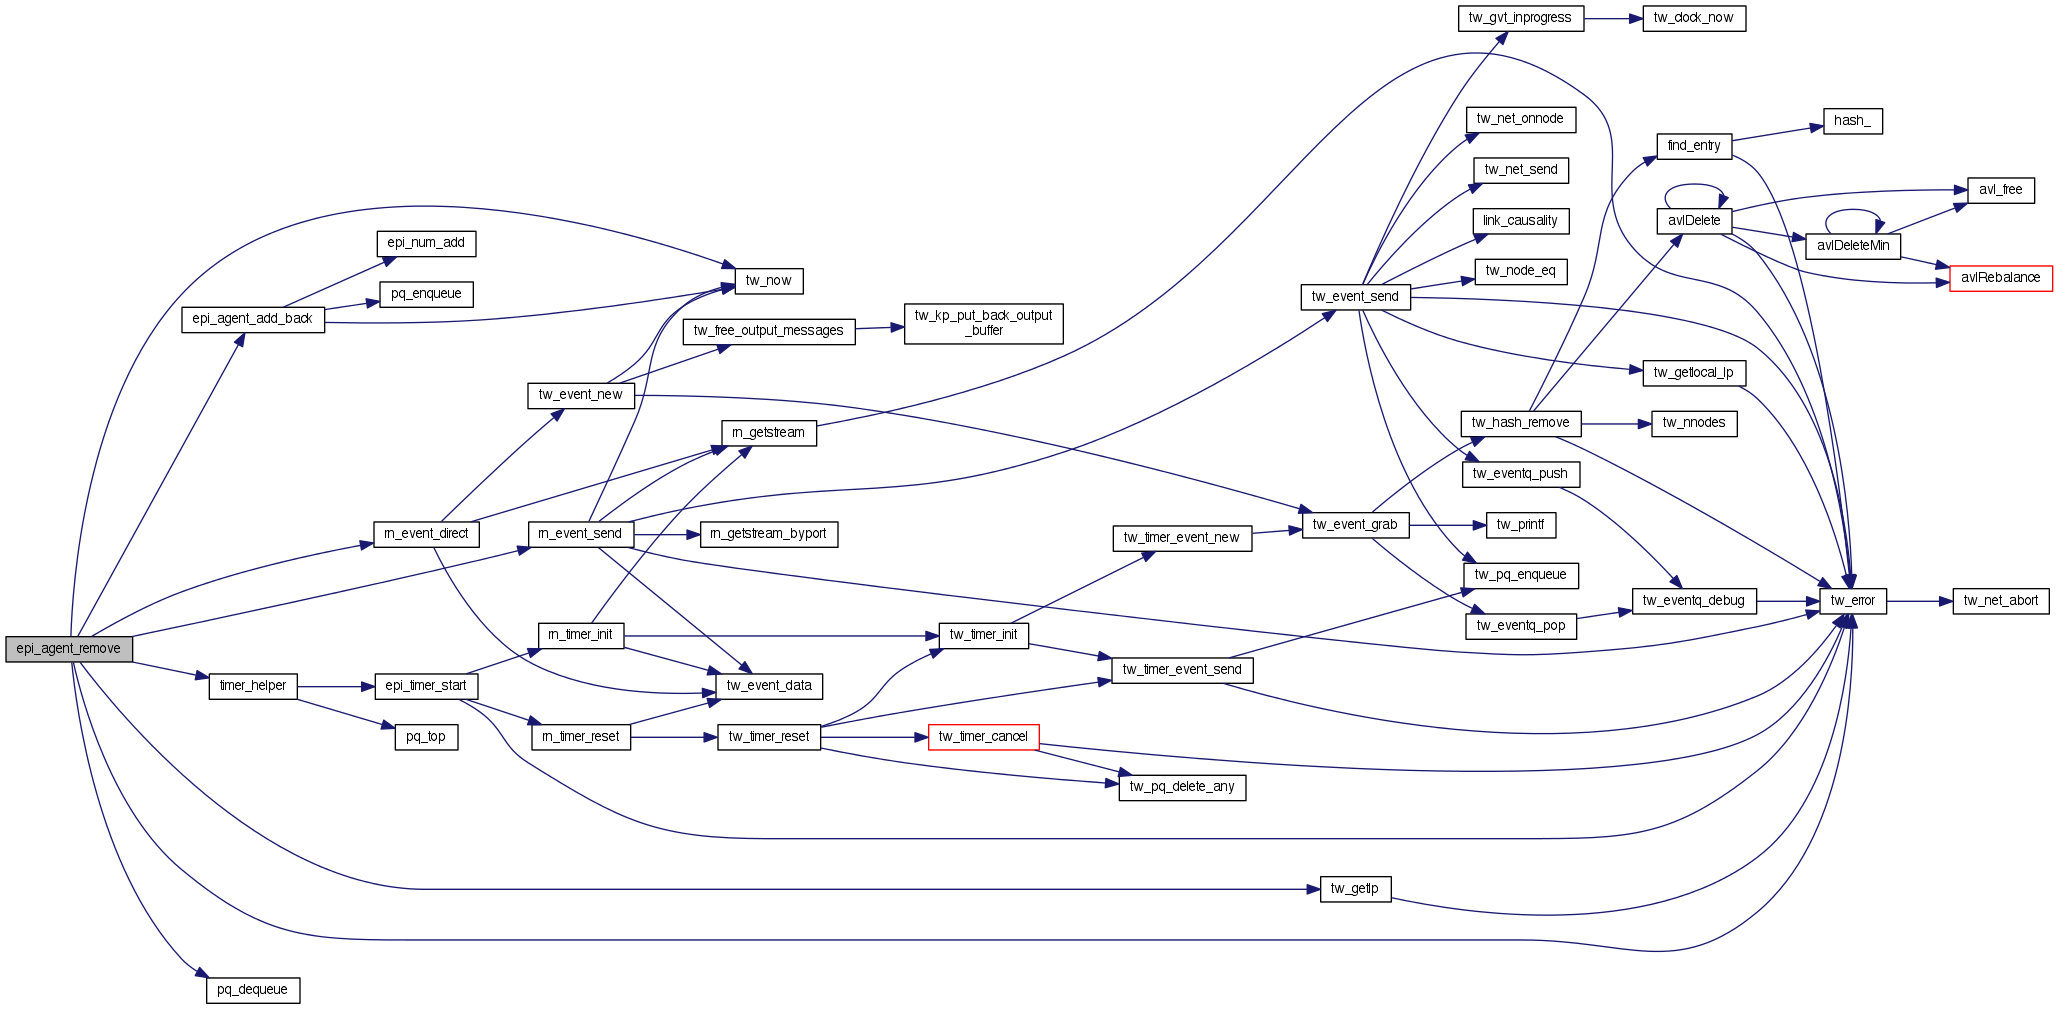 tw_gvt_inprogress
tw_clock_now
tw_net_onnode
hash_
find_entry
tw_net_send
avl_free
link_causality
avlDelete
epi_num_add
avlDeleteMin
tw_node_eq
tw_now
avlRebalance
pq_enqueue
tw_event_send
epi_agent_add_back
tw_kp_put_back_output
_buffer
tw_free_output_messages
tw_getlocal_lp
tw_event_new
tw_hash_remove
tw_nnodes
rn_getstream
tw_eventq_push
tw_event_grab
tw_printf
rn_event_direct
rn_event_send
rn_getstream_byport
tw_timer_event_new
tw_pq_enqueue
tw_eventq_debug
tw_error
tw_net_abort
tw_eventq_pop
rn_timer_init
tw_timer_init
epi_agent_remove
tw_timer_event_send
timer_helper
epi_timer_start
tw_event_data
pq_top
rn_timer_reset
tw_timer_reset
tw_timer_cancel
tw_pq_delete_any
tw_getlp
pq_dequeue